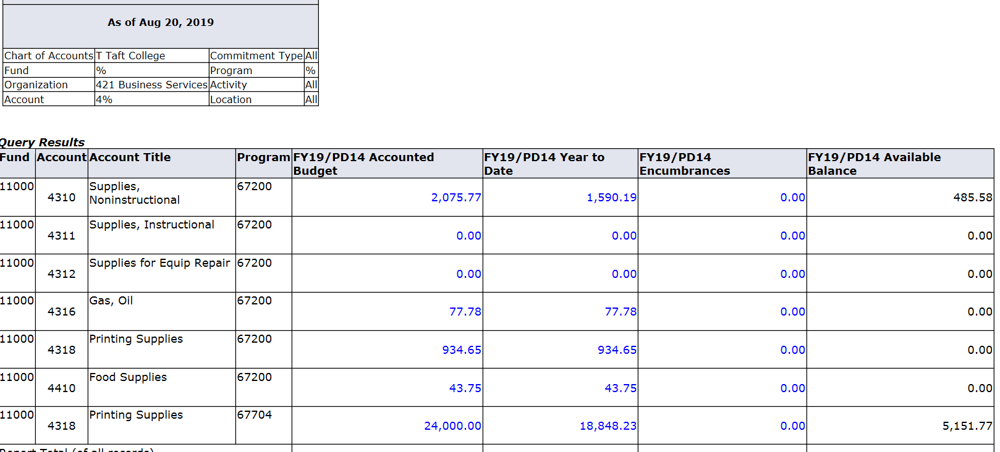 As of Aug 20, 2019
Chart of Accounts T Taft College Commitment Type All
Fund % Program %
Organization 421 Business Services Activity All
Account 4% Location All
Query Results
Fund Account Account Title Program FY19/PD14 Accounted Budget FY19/PD14 Year to Date FY19/PD14 Encumbrances FY19/PD14 Available Balance
11000 4310 Supplies, Noninstructional 67200 2,075.77 1,590.19 0.00 485.58
11000 4311 Supplies, Instructional 67200 0.00 0.00 0.00 0.00
11000 4312 Supplies for Equip Repair 67200 0.00 0.00 0.00 0.00
11000 4316 Gas, Oil 67200 77.78 77.78 0.00 0.00
11000 4318 Printing Supplies 67200 934.65 934.65 0.00 0.00
11000 4410 Food Supplies 67200 43.75 43.75 0.00 0.00
11000 4318 Printing Supplies 67704 24,000.00 18,848.23 0.00 5,151.77
Report Total (of all records)